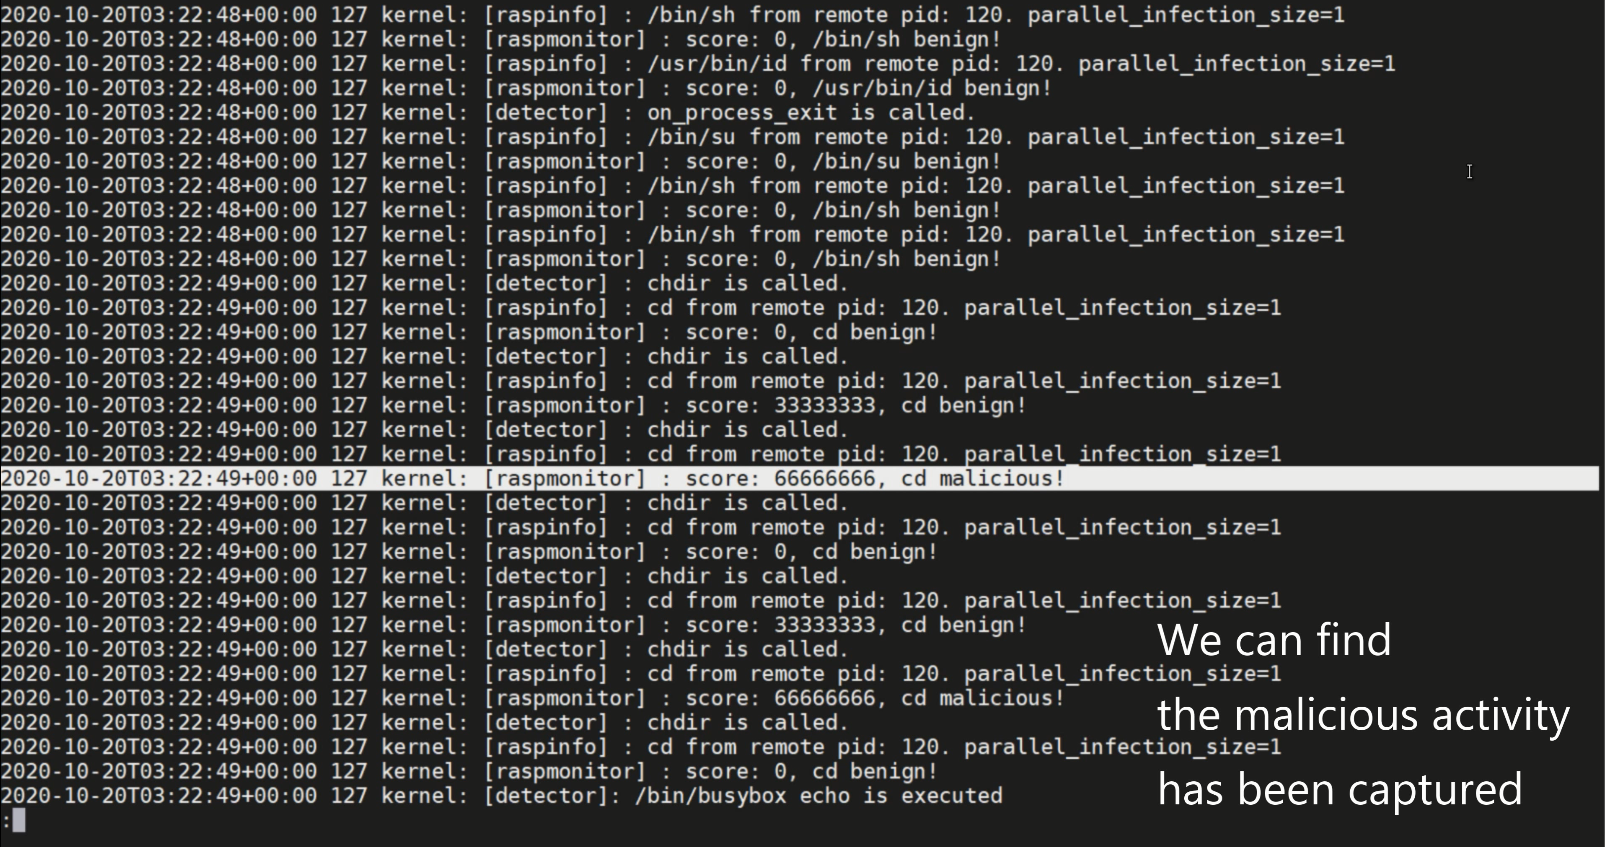 2020-10-20T03:22:48+00:00 127 kernel: [raspinfo] : /bin/sh from remote pid: 120. parallel_infection_size=1
2020-10-20T03:22:48+00:00 127 kernel: [raspmonitor] : score: 0, /bin/sh benign!
2020-10-20T03:22:48+00:00 127 kernel: [raspinfo] : /usr/bin/id from remote pid: 120. parallel_infection_size=1
2020-10-20T03:22:48+00:00 127 kernel: [raspmonitor] : score: 0, /usr/bin/id benign!
2020-10-20T03:22:48+00:00 127 kernel: [detector] : on_process_exit is called.
2020-10-20T03:22:48+00:00 127 kernel: [raspinfo] : /bin/su from remote pid: 120. parallel_infection_size=1
2020-10-20T03:22:48+00:00 127 kernel: [raspmonitor] : score: 0, /bin/su benign!
2020-10-20T03:22:48+00:00 127 kernel: [raspinfo] : /bin/sh from remote pid: 120. parallel_infection_size=1
2020-10-20T03:22:48+00:00 127 kernel: [raspmonitor] : score: 0, /bin/sh benign!
2020-10-20T03:22:48+00:00 127 kernel: [raspinfo] : /bin/sh from remote pid: 120. parallel_infection_size=1
2020-10-20T03:22:48+00:00 127 kernel: [raspmonitor] : score: 0, /bin/sh benign!
2020-10-20T03:22:49+00:00 127 kernel: [detector] : chdir is called.
2020-10-20T03:22:49+00:00 127 kernel: [raspinfo] : cd from remote pid: 120. parallel_infection_size=1
2020-10-20T03:22:49+00:00 127 kernel: [raspmonitor] : score: 0, cd benign!
2020-10-20T03:22:49+00:00 127 kernel: [detector] : chdir is called.
2020-10-20T03:22:49+00:00 127 kernel: [raspinfo] : cd from remote pid: 120. parallel_infection_size=1
2020-10-20T03:22:49+00:00 127 kernel: [raspmonitor] : score: 33333333, cd benign!
2020-10-20T03:22:49+00:00 127 kernel: [detector] : chdir is called.
2020-10-20T03:22:49+00:00 127 kernel: [raspinfo] : cd from remote pid: 120. parallel_infection_size=1
2020-10-20T03:22:49+00:00 127 kernel: [raspmonitor] : score: 66666666, cd malicious!
2020-10-20T03:22:49+00:00 127 kernel: [detector] : chdir is called.
2020-10-20T03:22:49+00:00 127 kernel: [raspinfo] : cd from remote pid: 120. parallel_infection_size=1
2020-10-20T03:22:49+00:00 127 kernel: [raspmonitor] : score: 0, cd benign!
2020-10-20T03:22:49+00:00 127 kernel: [detector] : chdir is called.
2020-10-20T03:22:49+00:00 127 kernel: [raspinfo] : cd from remote pid: 120. parallel_infection_size=1
2020-10-20T03:22:49+00:00 127 kernel: [raspmonitor] : score: 33333333, cd benign!
2020-10-20T03:22:49+00:00 127 kernel: [detector] : chdir is called.
2020-10-20T03:22:49+00:00 127 kernel: [raspinfo] : cd from remote pid: 120. parallel_infection_size=1
2020-10-20T03:22:49+00:00 127 kernel: [raspmonitor] : score: 66666666, cd malicious!
2020-10-20T03:22:49+00:00 127 kernel: [detector] : chdir is called.
2020-10-20T03:22:49+00:00 127 kernel: [raspinfo] : cd from remote pid: 120. parallel_infection_size=1
2020-10-20T03:22:49+00:00 127 kernel: [raspmonitor] : score: 0, cd benign!
2020-10-20T03:22:49+00:00 127 kernel: [detector]: /bin/busybox echo is executed
:
We can find
the malicious activity
has been captured